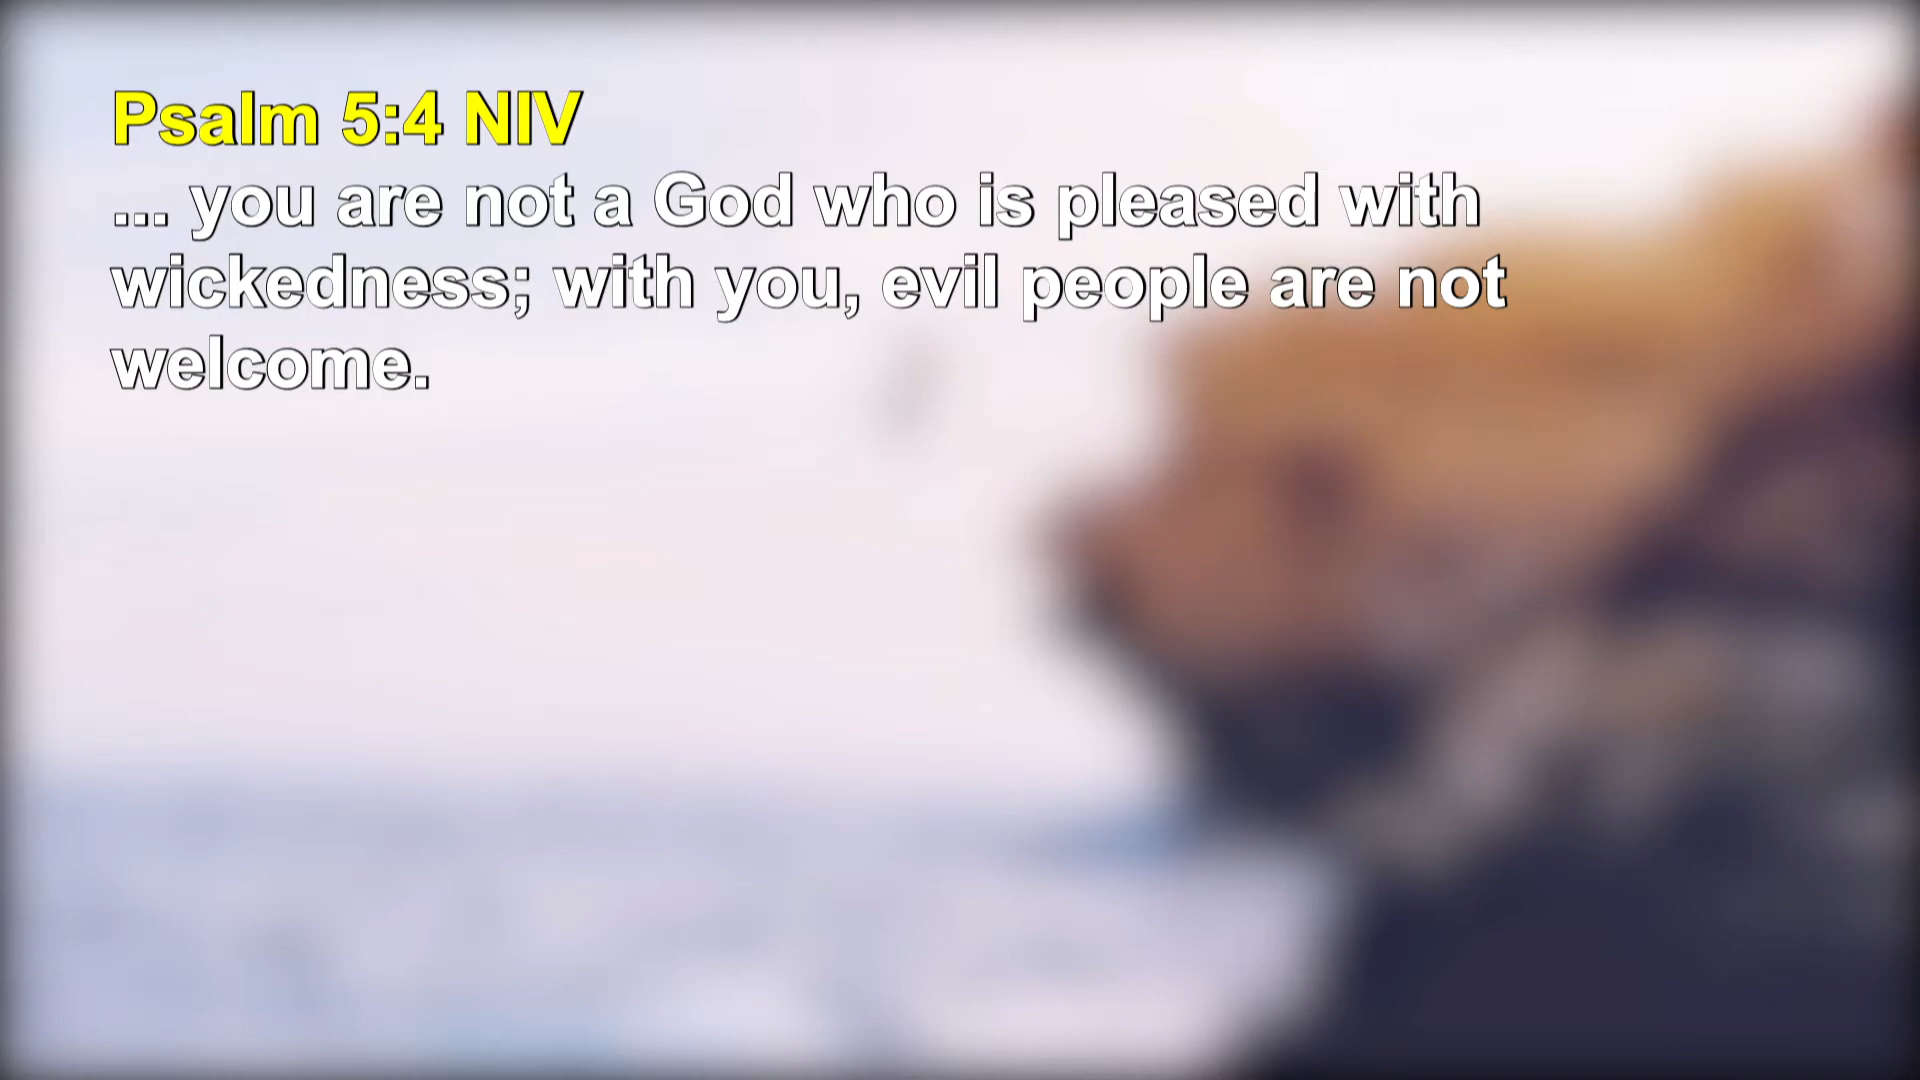 Psalm 5:4 NIV
... you are not a God who is pleased with
wickedness; with you, evil people are not
welcome.